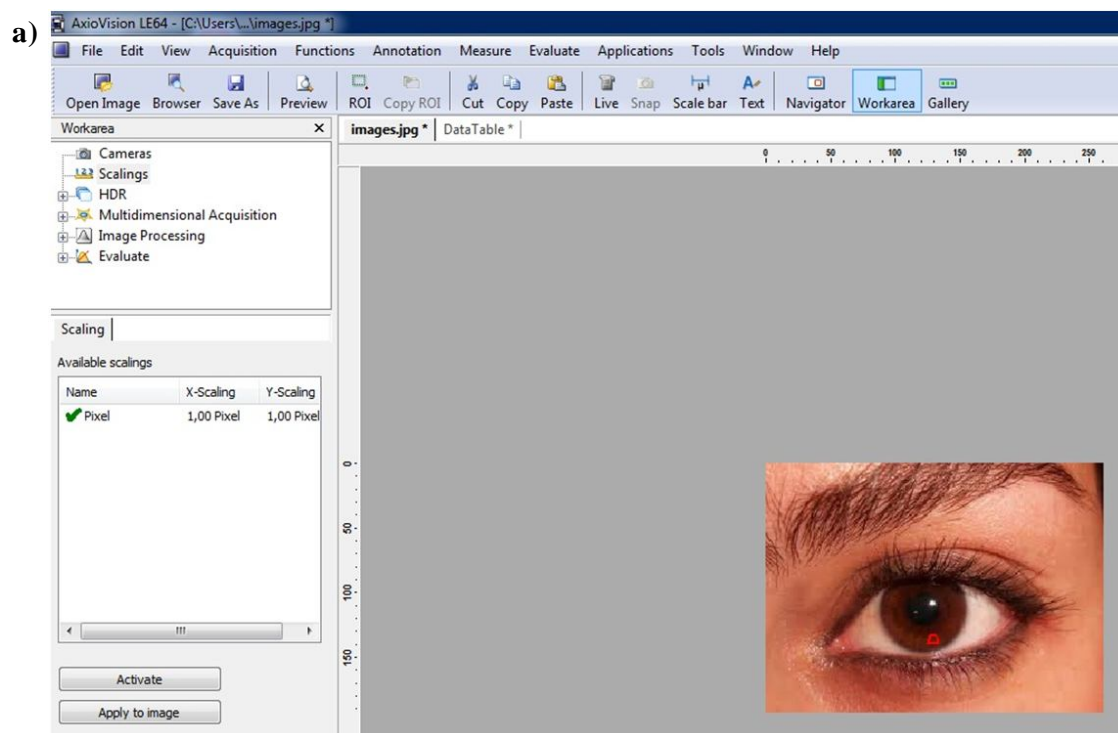 a)
AxioVision LE64 - [C:\Users\...\images.jpg *]
File Edit View Acquisition Functions Annotation Measure Evaluate Applications Tools Window Help
Open Image Browser Save As Preview ROI Copy ROI Cut Copy Paste Live Snap Scale bar Text Navigator Workarea Gallery
Workarea x images.jpg * DataTable *
0 50 100 150 200 250
Cameras
Scalings
HDR
Multidimensional Acquisition
Image Processing
Evaluate
Scaling
Available scalings
Name X-Scaling Y-Scaling
Pixel 1,00 Pixel 1,00 Pixel
0
50
100
150
Activate
Apply to image